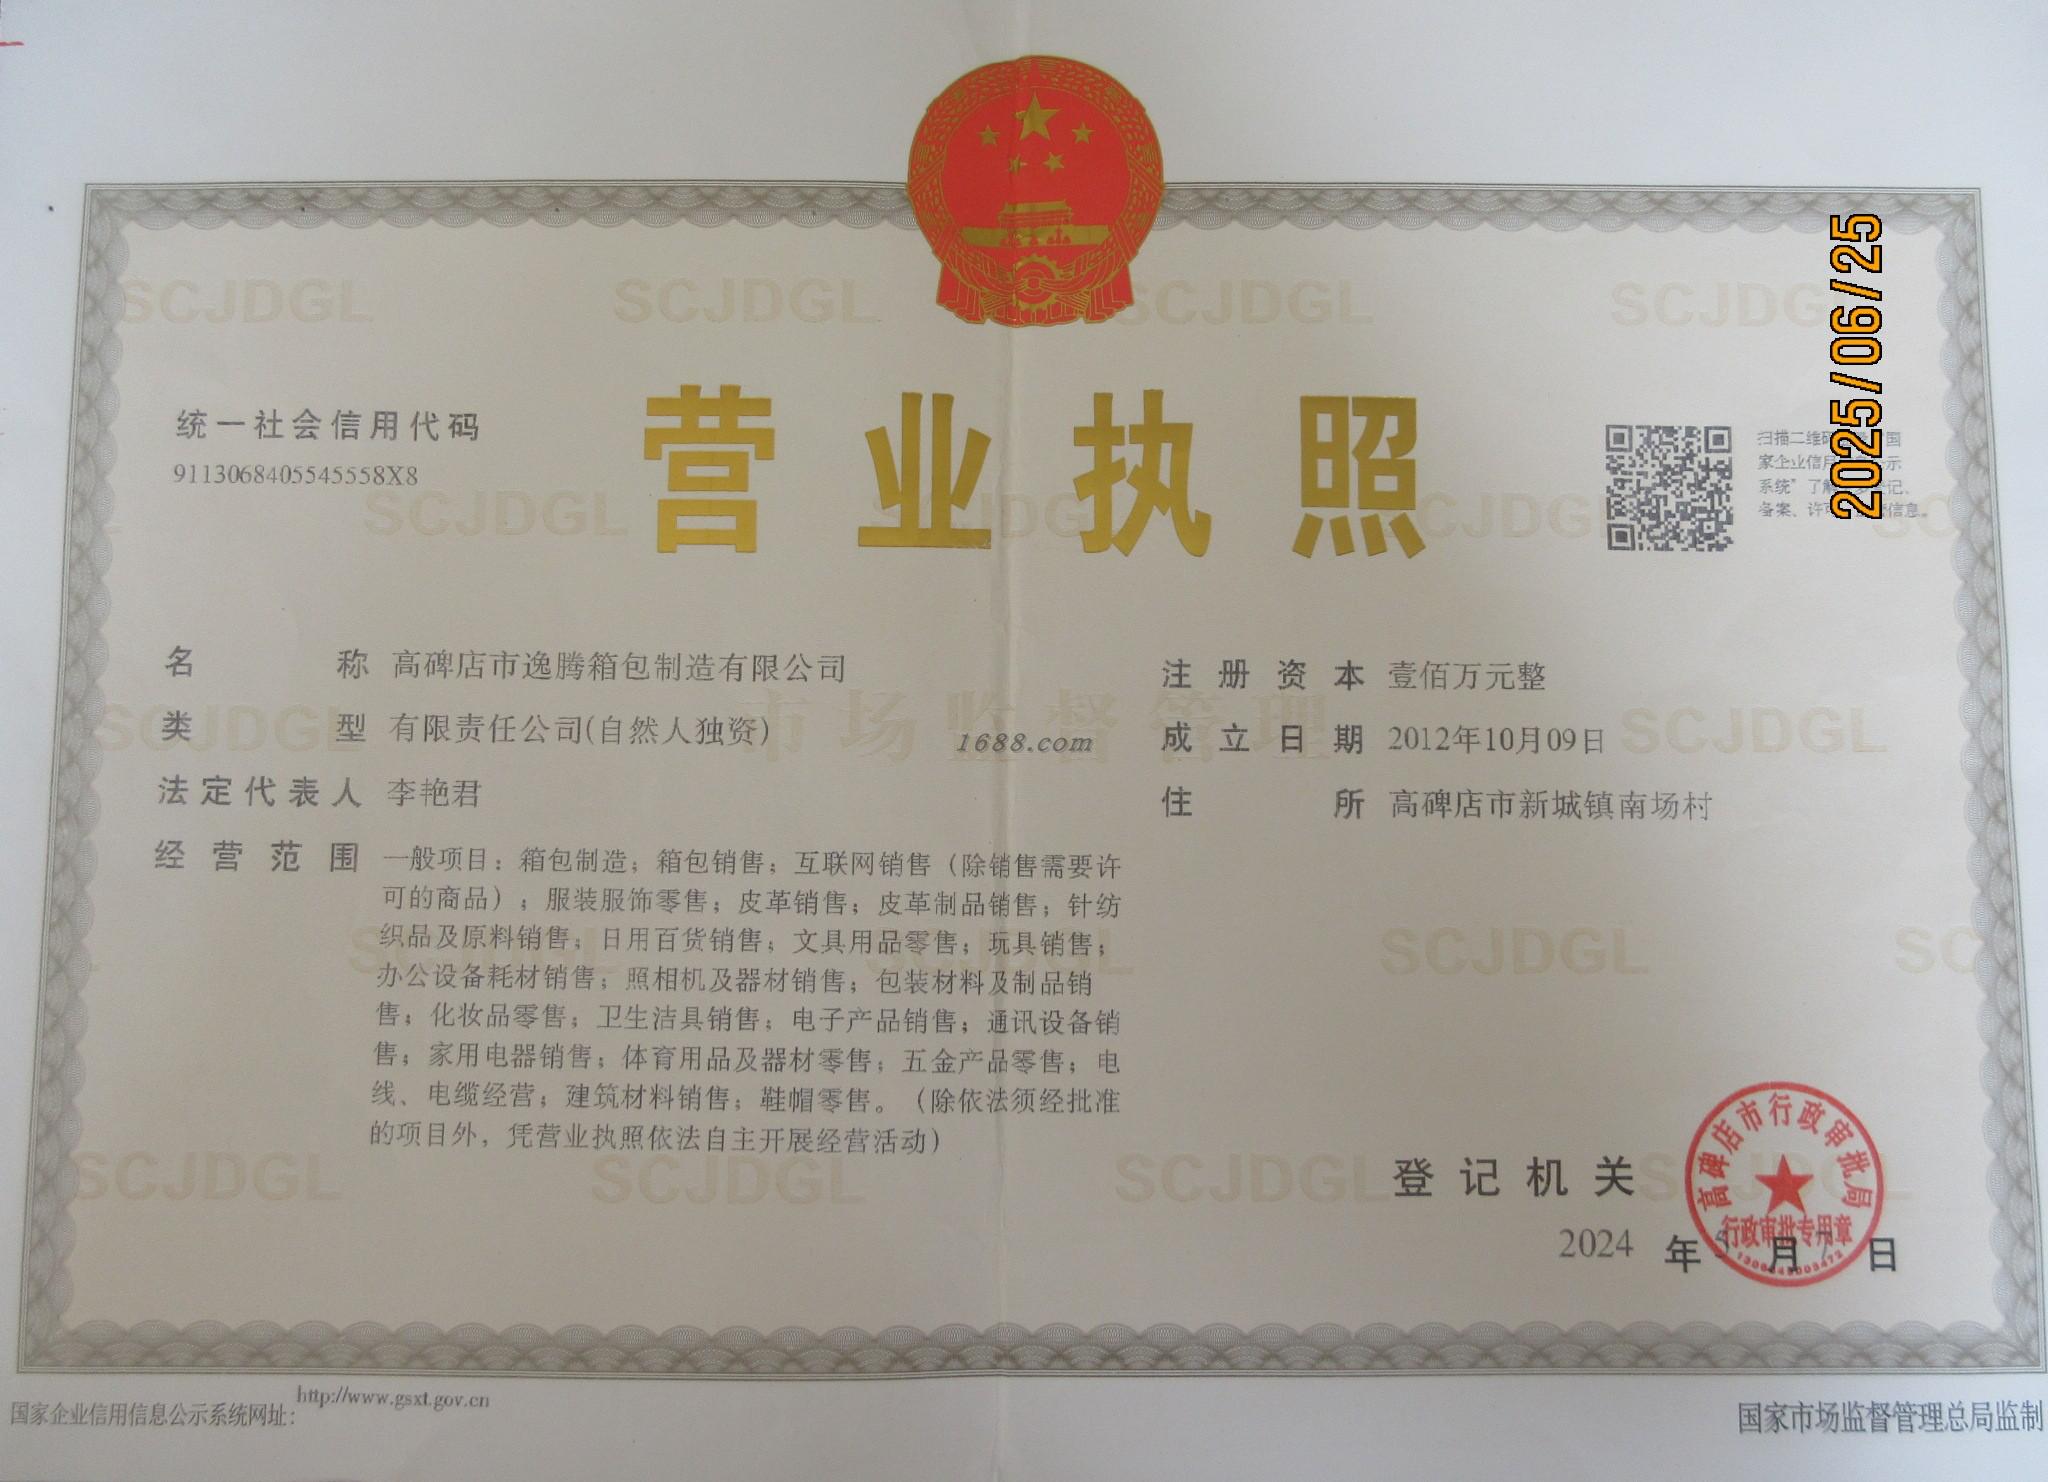 2025/06/25
SCJDGL SCJDGL SCJDGL SCJDG
营业执照
统一社会信用代码
9113068405545558X8
扫描二维码
国
家企业信用
示
系统”了解
记、
备案、许可
信息。
名称 高碑店市逸腾箱包制造有限公司
类型 有限责任公司(自然人独资)
法定代表人 李艳君
经营范围 一般项目：箱包制造；箱包销售；互联网销售（除销售需要许
可的商品）；服装服饰零售；皮革销售；皮革制品销售；针纺
织品及原料销售；日用百货销售；文具用品零售；玩具销售；
办公设备耗材销售；照相机及器材销售；包装材料及制品销
售；化妆品零售；卫生洁具销售；电子产品销售；通讯设备销
售；家用电器销售；体育用品及器材零售；五金产品零售；电
线、电缆经营；建筑材料销售；鞋帽零售。（除依法须经批准
的项目外，凭营业执照依法自主开展经营活动）
注册资本 壹佰万元整
成立日期 2012年10月09日
住所 高碑店市新城镇南场村
市场监督管理
1688.com
登记机关
高碑店市行政审批局
行政审批专用章
2024 年 月 日
国家企业信用信息公示系统网址：http://www.gsxt.gov.cn
国家市场监督管理总局监制